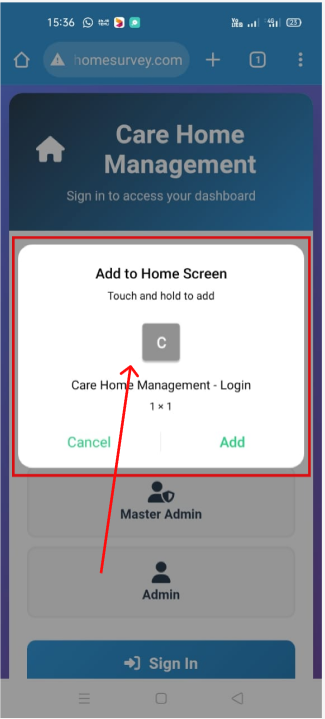 15:36
23
homesurvey.com
1
Care Home
Management
Sign in to access your dashboard
Add to Home Screen
Touch and hold to add
C
Care Home Management - Login
1 × 1
Cancel
Add
Master Admin
Admin
Sign In